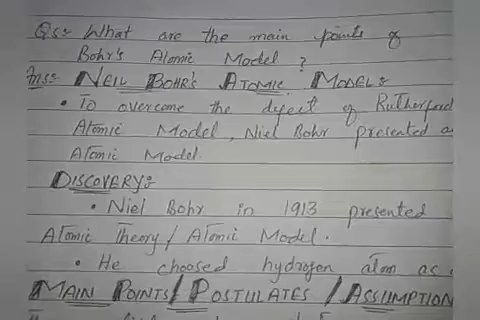 Qs: What are the main points of
Bohr's Atomic Model ?
Ans: NEIL BOHR'S ATOMIC MODEL:
• To overcome the defect of Rutherford
Atomic Model, Niel Bohr presented a
Atomic Model.
DISCOVERY:
• Niel Bohr in 1913 presented
Atomic Theory / Atomic Model.
• He choosed hydrogen atom as
MAIN POINTS / POSTULATES / ASSUMPTION